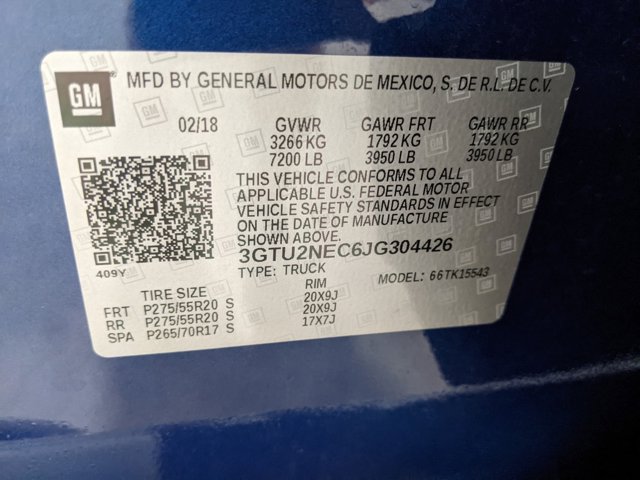 GM ® MFD BY GENERAL MOTORS DE MEXICO, S. DE R.L. DE C.V.
02/18 GVWR GAWR FRT GAWR RR
3266 KG 1792 KG 1792 KG
7200 LB 3950 LB 3950 LB
THIS VEHICLE CONFORMS TO ALL
APPLICABLE U.S. FEDERAL MOTOR
VEHICLE SAFETY STANDARDS IN EFFECT
ON THE DATE OF MANUFACTURE
SHOWN ABOVE.
3GTU2NEC6JG304426
409Y TYPE: TRUCK MODEL: 66TK15543
TIRE SIZE RIM
FRT P275/55R20 S 20X9J
RR P275/55R20 S 20X9J
SPA P265/70R17 S 17X7J